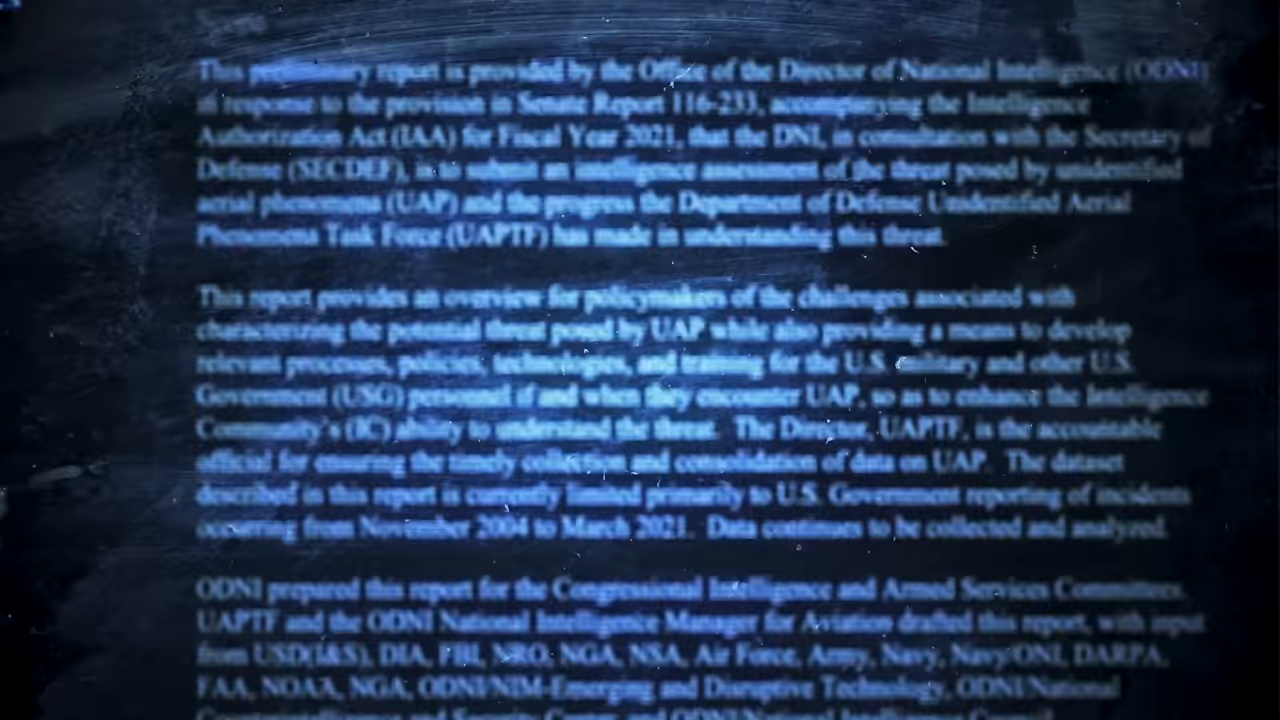 Scope
This preliminary report is provided by the Office of the Director of National Intelligence (ODNI)
in response to the provision in Senate Report 116-233, accompanying the Intelligence
Authorization Act (IAA) for Fiscal Year 2021, that the DNI, in consultation with the Secretary of
Defense (SECDEF), is to submit an intelligence assessment of the threat posed by unidentified
aerial phenomena (UAP) and the progress the Department of Defense Unidentified Aerial
Phenomena Task Force (UAPTF) has made in understanding this threat.
This report provides an overview for policymakers of the challenges associated with
characterizing the potential threat posed by UAP while also providing a means to develop
relevant processes, policies, technologies, and training for the U.S. military and other U.S.
Government (USG) personnel if and when they encounter UAP, so as to enhance the Intelligence
Community's (IC) ability to understand the threat. The Director, UAPTF, is the accountable
official for ensuring the timely collection and consolidation of data on UAP. The dataset
described in this report is currently limited primarily to U.S. Government reporting of incidents
occurring from November 2004 to March 2021. Data continues to be collected and analyzed.
ODNI prepared this report for the Congressional Intelligence and Armed Services Committees.
UAPTF and the ODNI National Intelligence Manager for Aviation drafted this report, with input
from USD(I&S), DIA, FBI, NRO, NGA, NSA, Air Force, Army, Navy, Navy/ONI, DARPA,
FAA, NOAA, NGA, ODNI/NIM-Emerging and Disruptive Technology, ODNI/National
Counterintelligence and Security Center, and ODNI/National Intelligence Council.